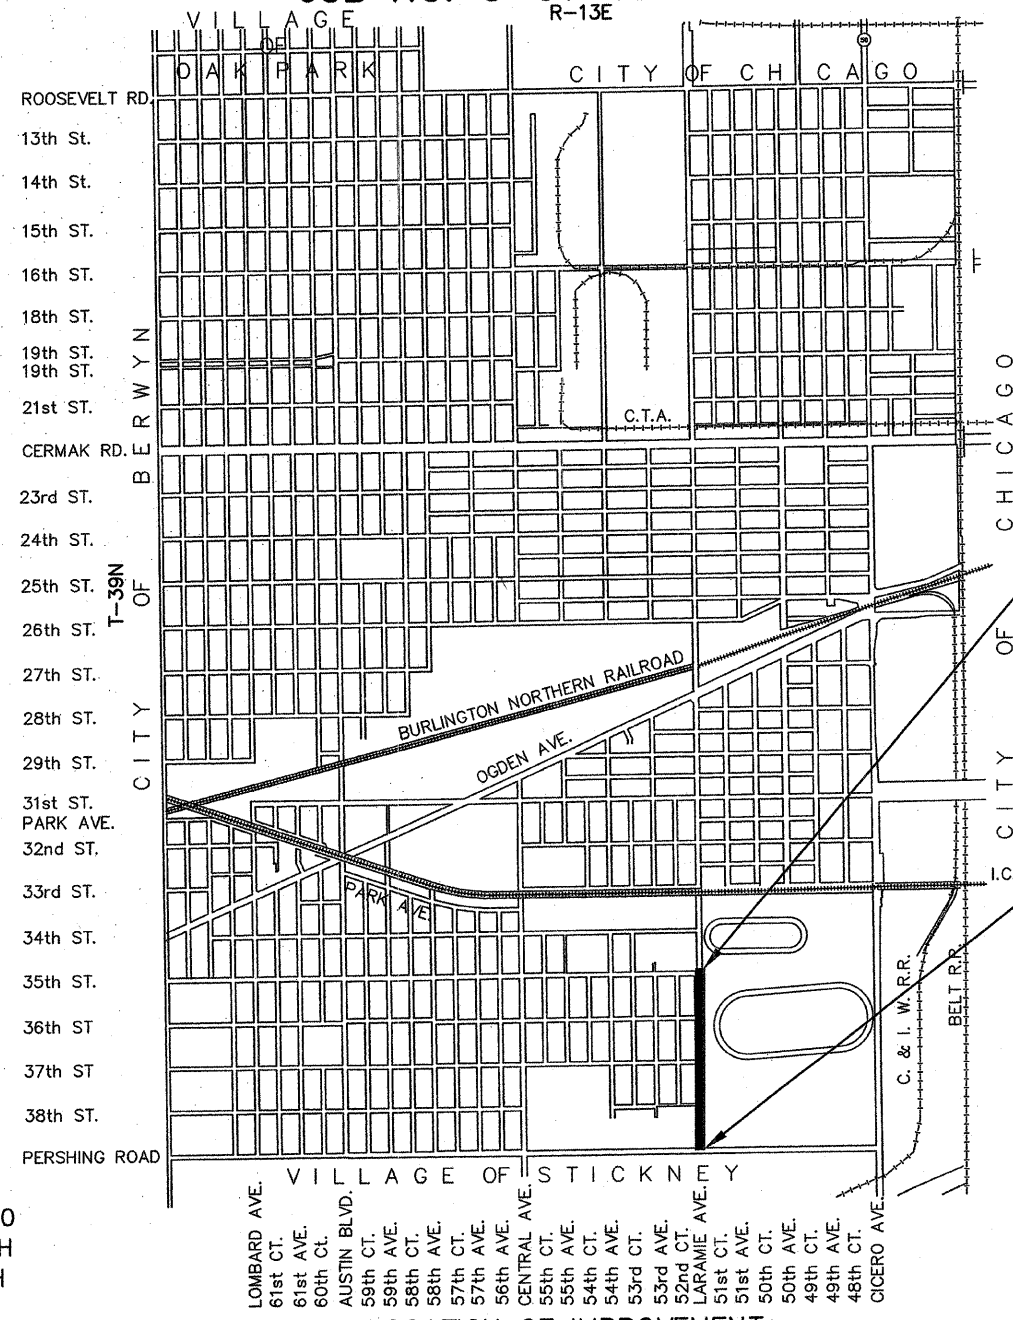 R-13E
VILLAGE
OF
OAK PARK
CITY OF CHICAGO
50
ROOSEVELT RD.
13th St.
14th St.
15th ST.
16th ST.
18th ST.
19th ST.
19th ST.
21st ST.
C.T.A.
CERMAK RD.
23rd ST.
24th ST.
25th ST.
26th ST.
27th ST.
28th ST.
29th ST.
31st ST.
PARK AVE.
32nd ST.
33rd ST.
34th ST.
35th ST.
36th ST
37th ST
38th ST.
PERSHING ROAD
T-39N
CITY OF BERWYN
BURLINGTON NORTHERN RAILROAD
OGDEN AVE.
PARK AVE.
CITY OF CHICAGO
I.C.
C. & I. W. R.R.
BELT R.R.
VILLAGE OF STICKNEY
O
H
H
LOMBARD AVE.
61st CT.
61st AVE.
60th Ct.
AUSTIN BLVD.
59th CT.
59th AVE.
58th CT.
58th AVE.
57th CT.
57th AVE.
56th AVE.
CENTRAL AVE.
55th CT.
55th AVE.
54th CT.
54th AVE.
53rd CT.
53rd AVE.
52nd CT.
LARAMIE AVE.
51st CT.
51st AVE.
50th CT.
50th AVE.
49th CT.
49th AVE.
48th CT.
CICERO AVE.
LOCATION OF IMPROVEMENT